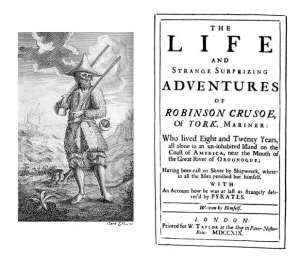 THE
LIFE
AND
STRANGE SURPRIZING
ADVENTURES
OF
ROBINSON CRUSOE,
Of YORK, MARINER:
Who lived Eight and Twenty Years,
all alone in an un-inhabited Island on the
Coast of AMERICA, near the Mouth of
the Great River of OROONOQUE;
Having been cast on Shore by Shipwreck, where-
in all the Men perished but himself.
WITH
An Account how he was at last as strangely deli-
ver'd by PYRATES.
Written by Himself.
LONDON:
Printed for W. TAYLOR at the Ship in Pater-Noster-
Row. MDCCXIX.